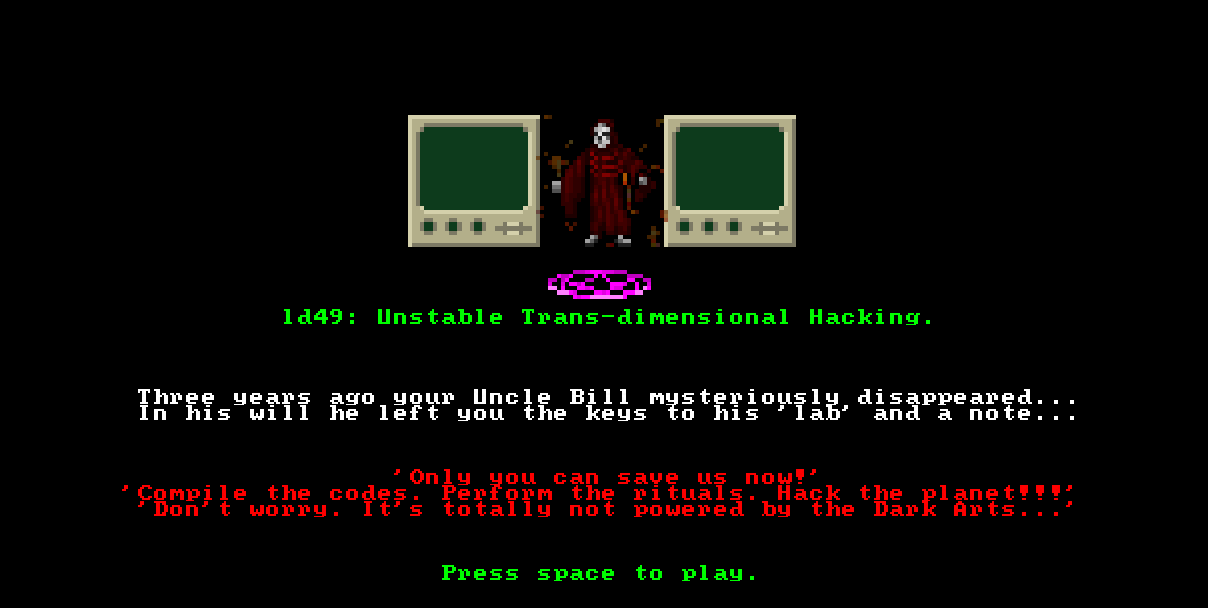 ld49: Unstable Trans-dimensional Hacking.
Three years ago your Uncle Bill mysteriously disappeared...
In his will he left you the keys to his 'lab' and a note...
'Only you can save us now!'
'Compile the codes. Perform the rituals. Hack the planet!!!'
'Don't worry. It's totally not powered by the Dark Arts...'
Press space to play.